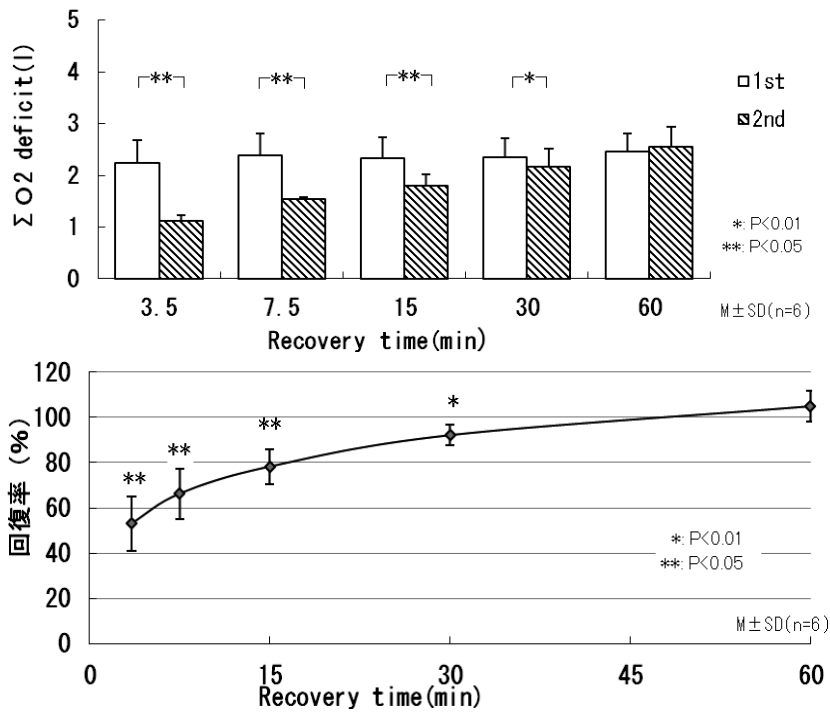 Σ O2 deficit(l)
5
4
3
2
1
0
** ** ** *
1st
2nd
*: P<0.01
**: P<0.05
3.5 7.5 15 30 60
M±SD(n=6)
Recovery time(min)
回復率 (%)
120
100
80
60
40
20
0
** ** ** *
*: P<0.01
**: P<0.05
M±SD(n=6)
0 15 30 45 60
Recovery time(min)